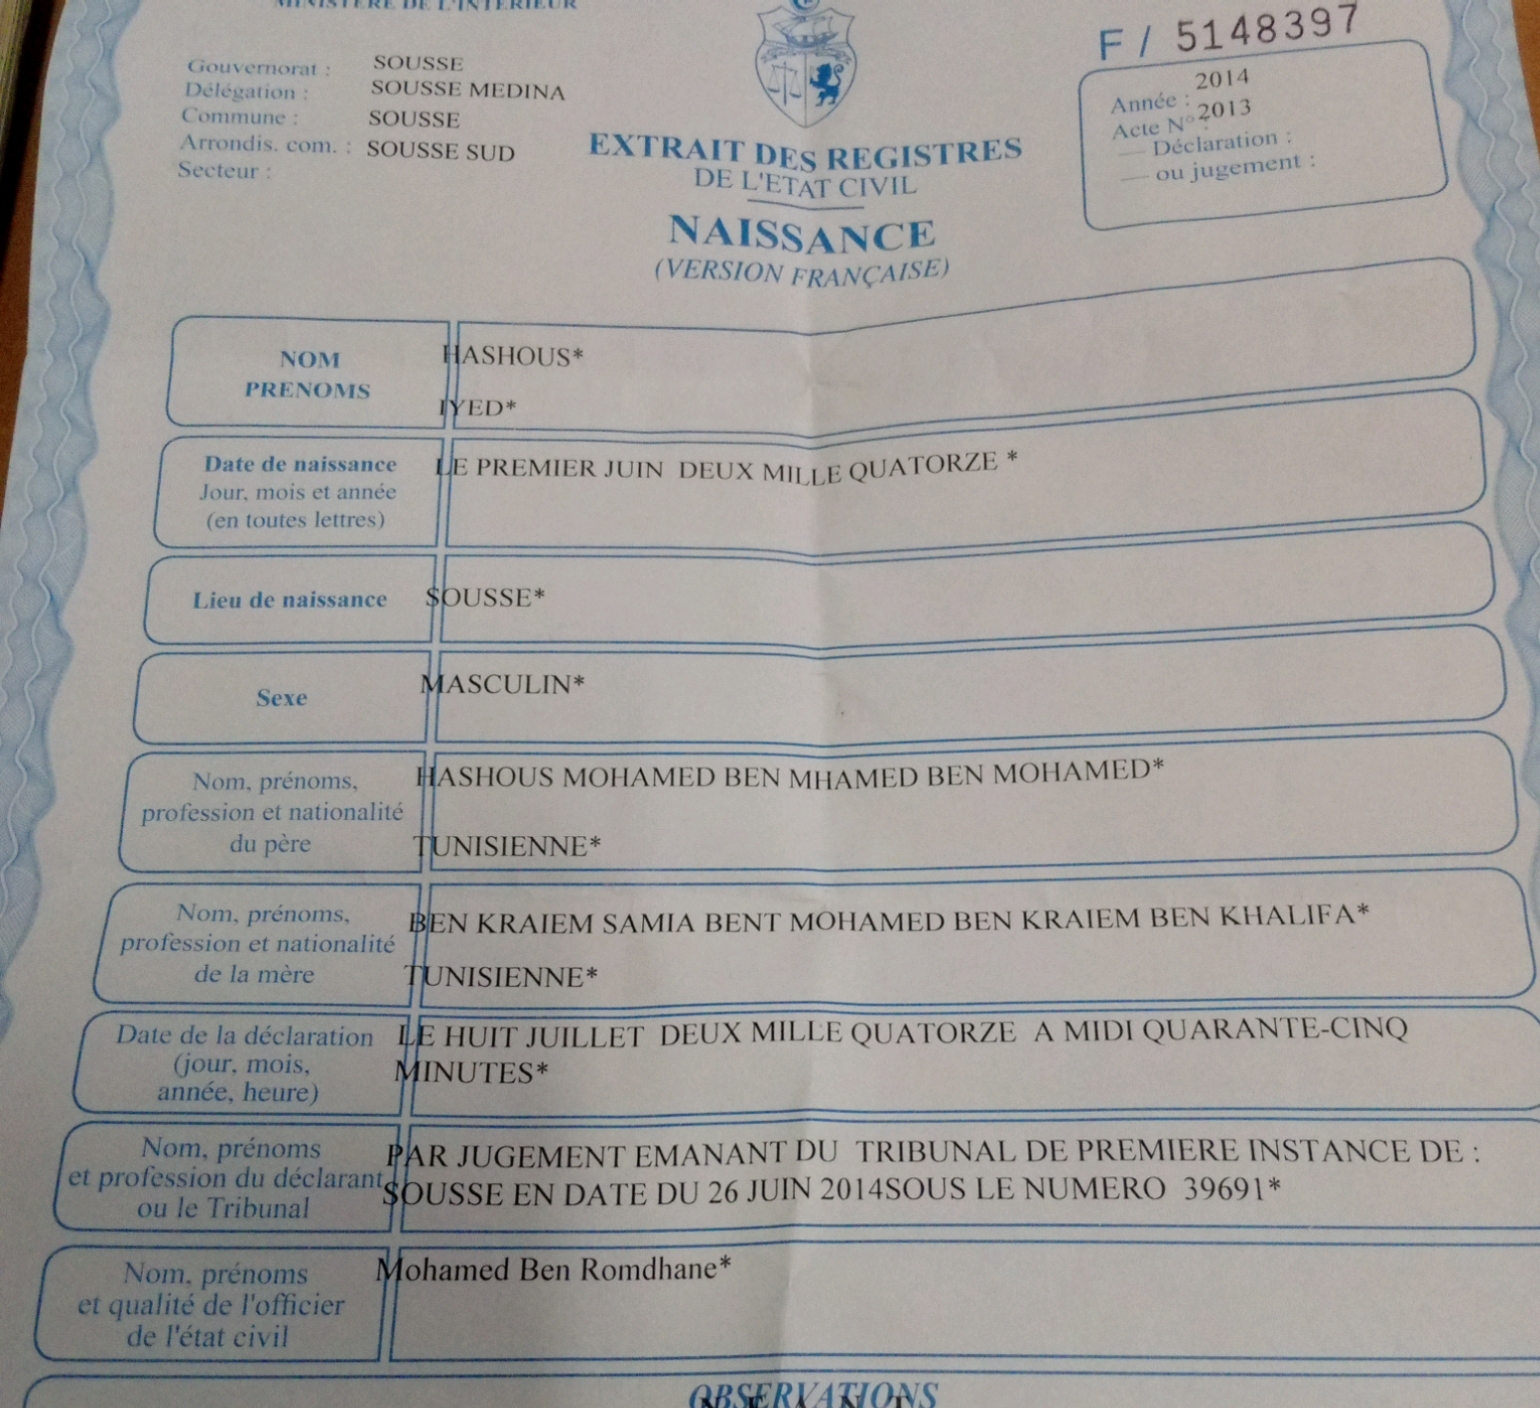 MINISTERE DE L'INTERIEUR
F / 5148397
Gouvernorat : SOUSSE
Délégation : SOUSSE MEDINA
Commune : SOUSSE
Arrondis. com. : SOUSSE SUD
Secteur :
2014
Année :
2013
Acte N° :
— Déclaration :
— ou jugement :
EXTRAIT DES REGISTRES
DE L'ETAT CIVIL
NAISSANCE
(VERSION FRANÇAISE)
NOM
PRENOMS
HASHOUS*
IYED*
Date de naissance
Jour, mois et année
(en toutes lettres)
LE PREMIER JUIN DEUX MILLE QUATORZE *
Lieu de naissance
SOUSSE*
Sexe
MASCULIN*
Nom, prénoms,
profession et nationalité
du père
HASHOUS MOHAMED BEN MHAMED BEN MOHAMED*
TUNISIENNE*
Nom, prénoms,
profession et nationalité
de la mère
BEN KRAIEM SAMIA BENT MOHAMED BEN KRAIEM BEN KHALIFA*
TUNISIENNE*
Date de la déclaration
(jour, mois,
année, heure)
LE HUIT JUILLET DEUX MILLE QUATORZE A MIDI QUARANTE-CINQ
MINUTES*
Nom, prénoms
et profession du déclarant
ou le Tribunal
PAR JUGEMENT EMANANT DU TRIBUNAL DE PREMIERE INSTANCE DE :
SOUSSE EN DATE DU 26 JUIN 2014SOUS LE NUMERO 39691*
Nom, prénoms
et qualité de l'officier
de l'état civil
Mohamed Ben Romdhane*
OBSERVATIONS
N E A N T